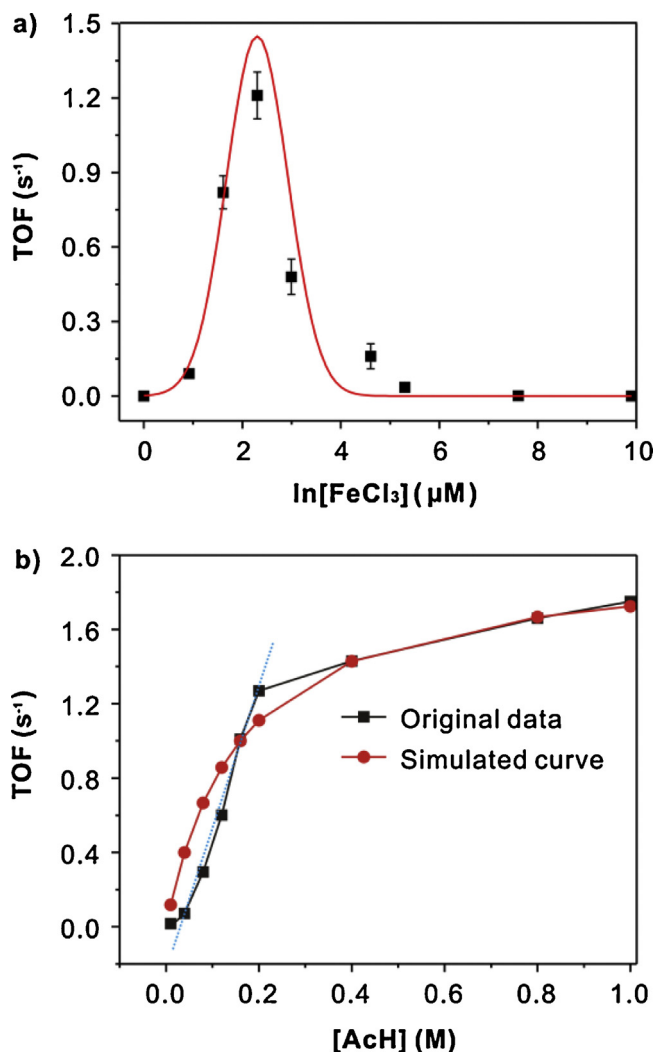 a)
1.5
1.2
0.9
0.6
0.3
0.0
TOF (s⁻¹)
0 2 4 6 8 10
ln[FeCl₃] (μM)
b)
2.0
1.6
1.2
0.8
0.4
0.0
TOF (s⁻¹)
Original data
Simulated curve
0.0 0.2 0.4 0.6 0.8 1.0
[AcH] (M)